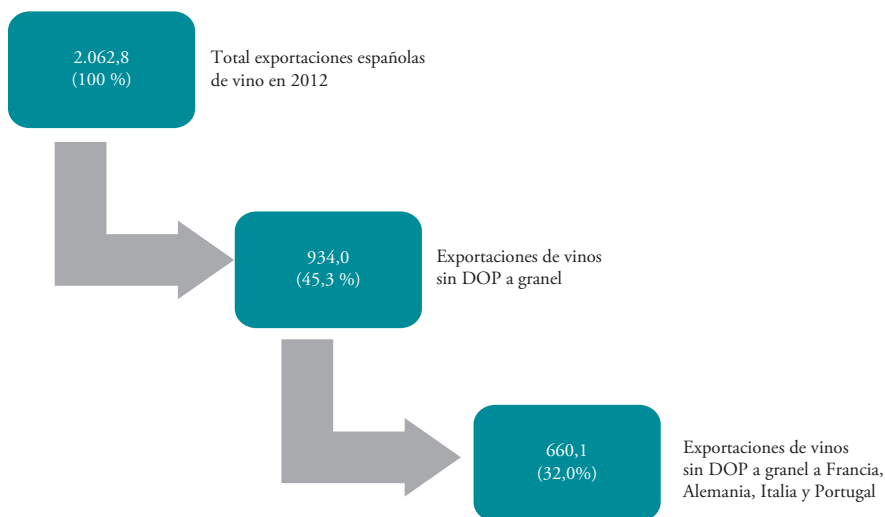 2.062,8
(100 %)
Total exportaciones españolas
de vino en 2012
934,0
(45,3 %)
Exportaciones de vinos
sin DOP a granel
660,1
(32,0%)
Exportaciones de vinos
sin DOP a granel a Francia,
Alemania, Italia y Portugal